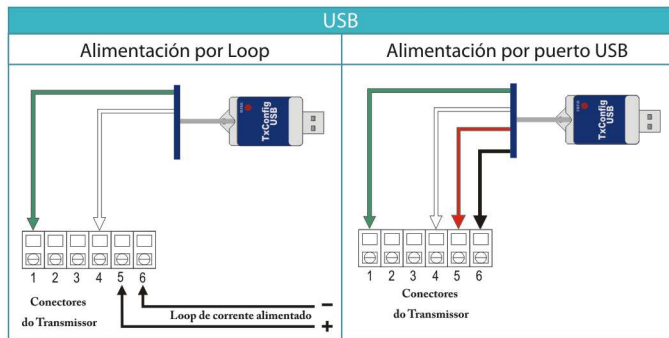 USB
Alimentación por Loop
Alimentación por puerto USB
TxConfig
USB
1 2 3 4 5 6
Conectores
do Transmissor
Loop de corriente alimentado
−
+
TxConfig
USB
1 2 3 4 5 6
Conectores
do Transmissor